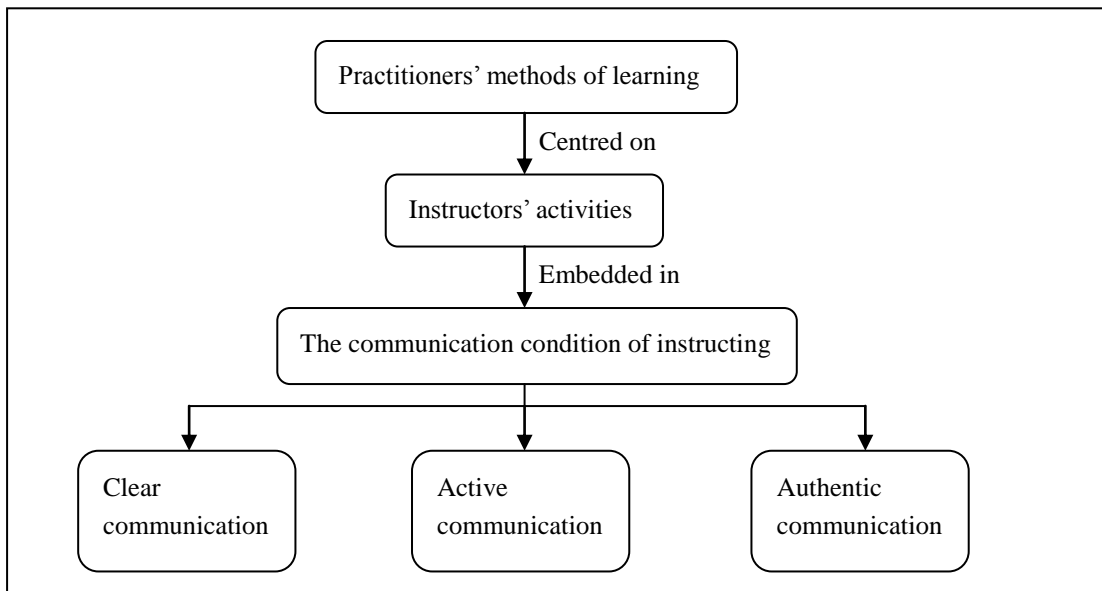 Practitioners’ methods of learning
Centred on
Instructors’ activities
Embedded in
The communication condition of instructing
Clear
communication
Active
communication
Authentic
communication